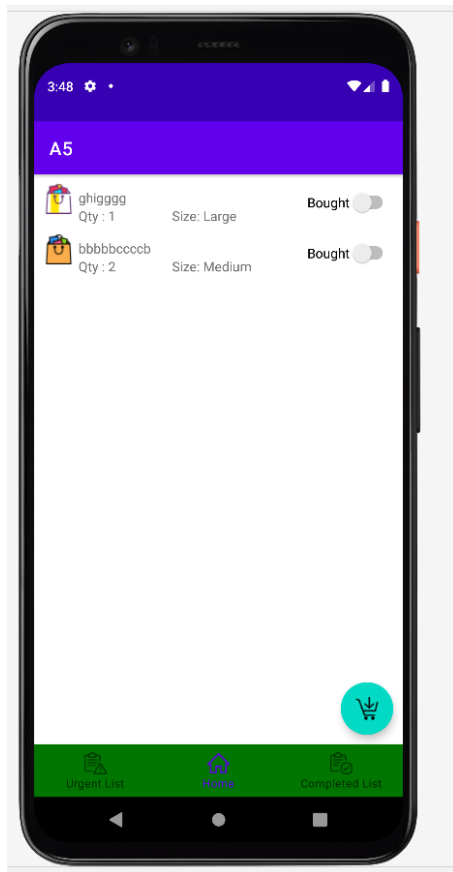 3:48
A5
ghigggg
Bought
Qty : 1 Size: Large
bbbbbccccb
Bought
Qty : 2 Size: Medium
Urgent List Home Completed List